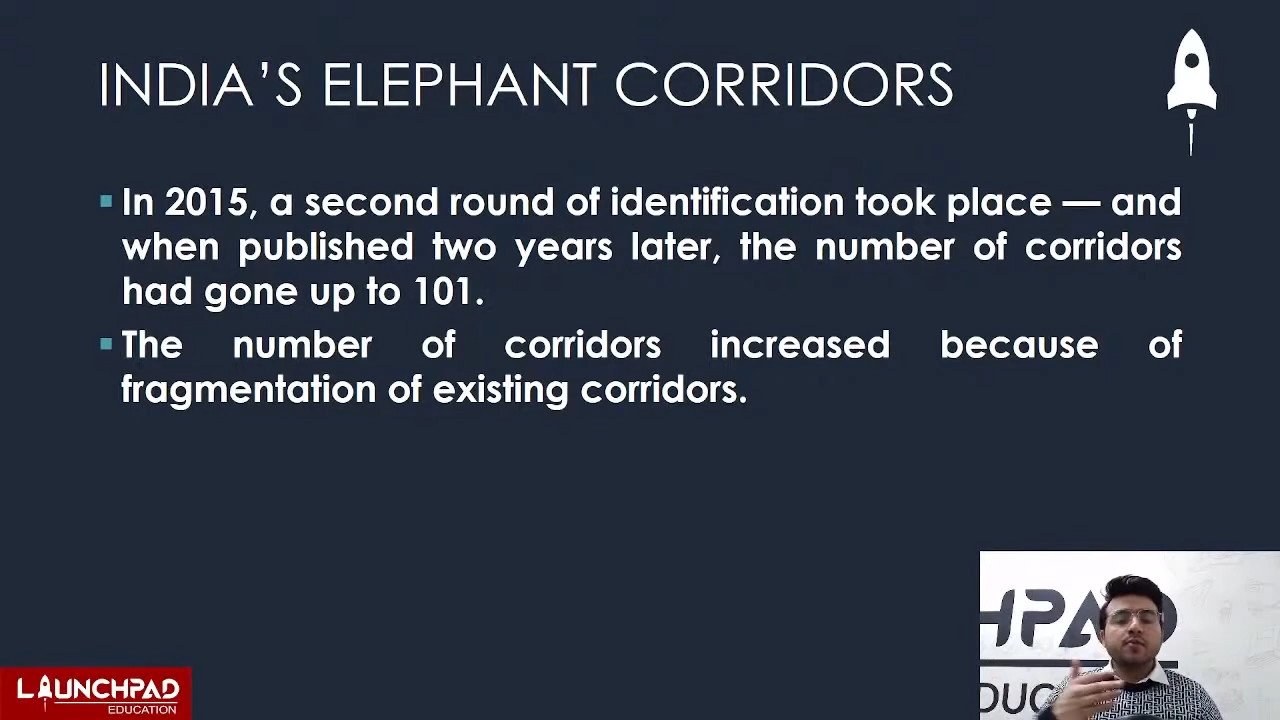 INDIA’S ELEPHANT CORRIDORS
In 2015, a second round of identification took place — and
when published two years later, the number of corridors
had gone up to 101.
The number of corridors increased because of
fragmentation of existing corridors.
HPAD
DUC
LAUNCHPAD
EDUCATION